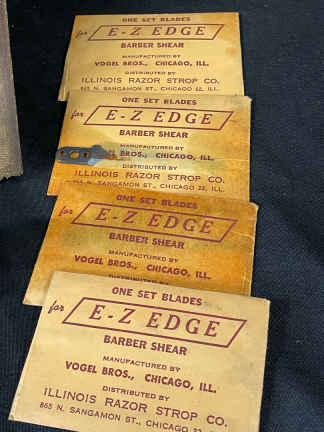 ONE SET BLADES
for E-Z EDGE
BARBER SHEAR
MANUFACTURED BY
VOGEL BROS., CHICAGO, ILL.
DISTRIBUTED BY
ILLINOIS RAZOR STROP CO.
865 N. SANGAMON ST., CHICAGO 22, ILL.
ONE SET BLADES
for E-Z EDGE
BARBER SHEAR
MANUFACTURED BY
BROS., CHICAGO, ILL.
DISTRIBUTED BY
ILLINOIS RAZOR STROP CO.
865 N. SANGAMON ST., CHICAGO 22, ILL.
ONE SET BLADES
for E-Z EDGE
BARBER SHEAR
MANUFACTURED BY
VOGEL BROS., CHICAGO, ILL.
DISTRIBUTED BY
ONE SET BLADES
for E-Z EDGE
BARBER SHEAR
MANUFACTURED BY
VOGEL BROS., CHICAGO, ILL.
DISTRIBUTED BY
ILLINOIS RAZOR STROP CO.
865 N. SANGAMON ST., CHICAGO 22, ILL.